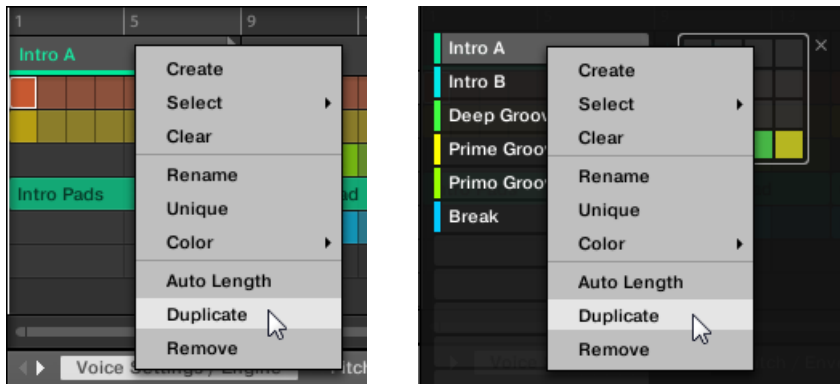 1 5 9
Intro A
Create
Select
Clear
Rename
Intro Pads
Unique
Color
Auto Length
Duplicate
Remove
Intro A
Intro B
Deep Groov
Prime Groo
Primo Groo
Break
Create
Select
Clear
Rename
Unique
Color
Auto Length
Duplicate
Remove